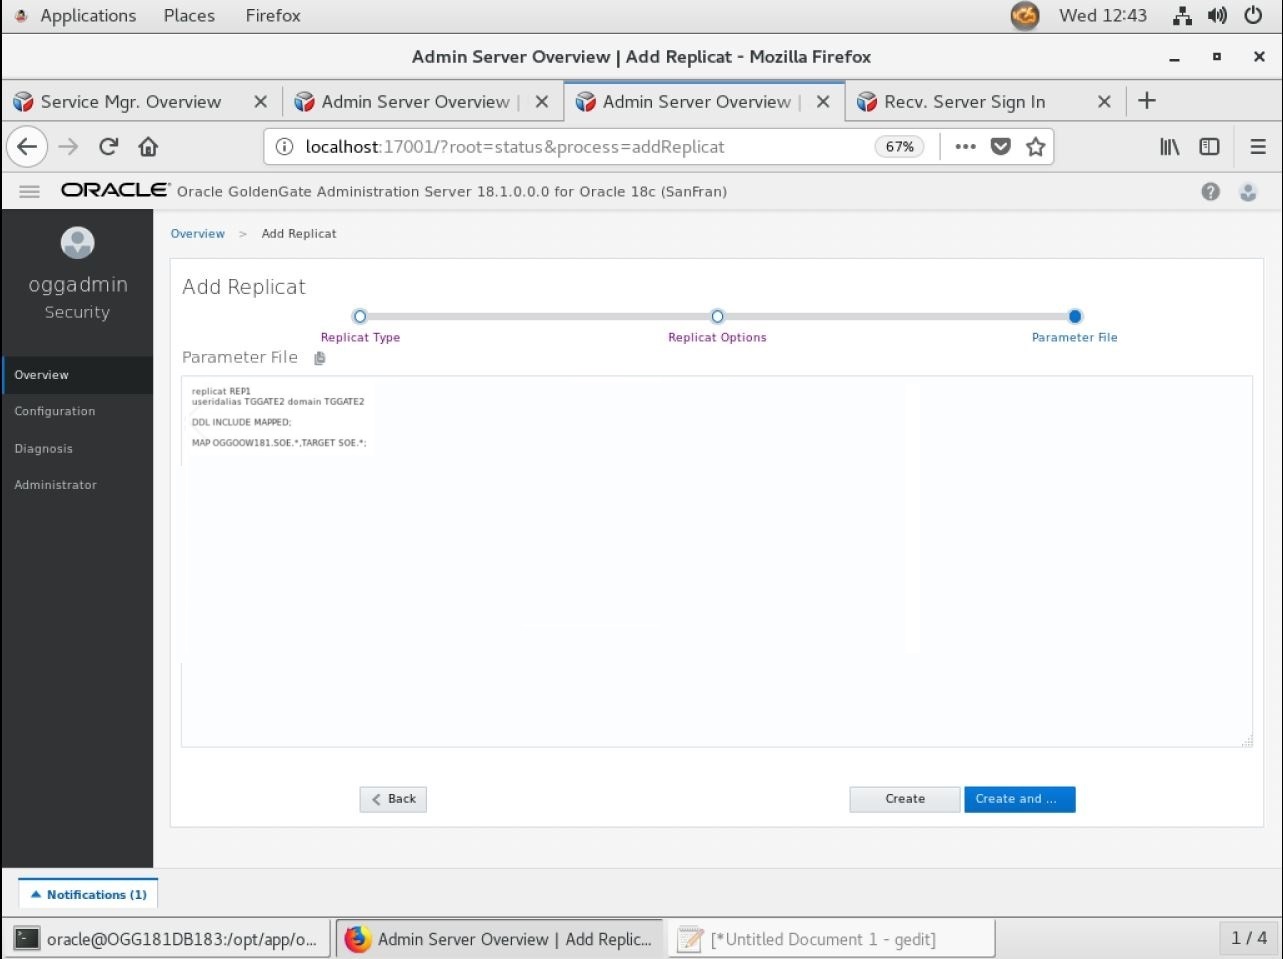 Applications Places Firefox Wed 12:43
Admin Server Overview | Add Replicat - Mozilla Firefox
Service Mgr. Overview Admin Server Overview | Admin Server Overview | Recv. Server Sign In
localhost:17001/?root=status&process=addReplicat 67%
ORACLE Oracle GoldenGate Administration Server 18.1.0.0.0 for Oracle 18c (SanFran)
Overview > Add Replicat
oggadmin
Security
Overview
Configuration
Diagnosis
Administrator
Add Replicat
Replicat Type Replicat Options Parameter File
Parameter File
replicat REP1
useridalias TGGATE2 domain TGGATE2
DDL INCLUDE MAPPED;
MAP OGGOOW181.SOE.*,TARGET SOE.*;
Back Create Create and ...
Notifications (1)
oracle@OGG181DB183:/opt/app/o... Admin Server Overview | Add Replic... [*Untitled Document 1 - gedit] 1 / 4